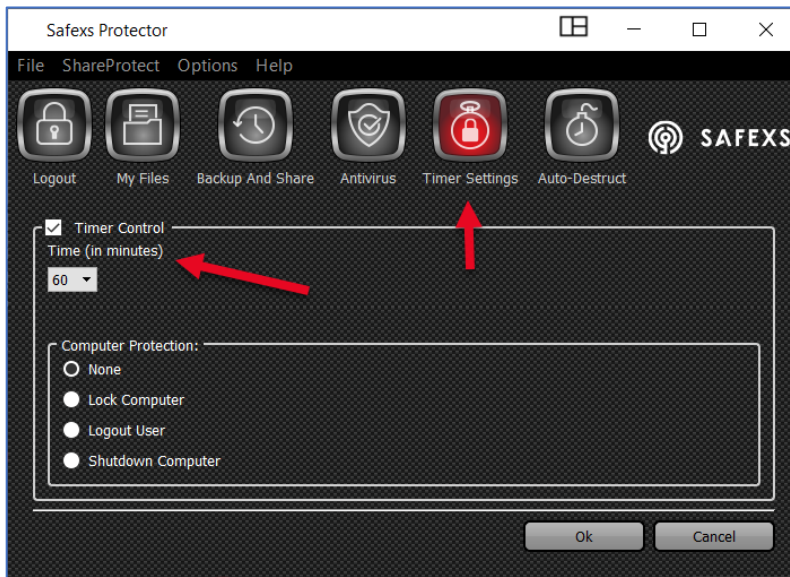 Safexs Protector
File ShareProtect Options Help
SAFEXS
Logout My Files Backup And Share Antivirus Timer Settings Auto-Destruct
Timer Control
Time (in minutes)
60
Computer Protection:
None
Lock Computer
Logout User
Shutdown Computer
Ok Cancel